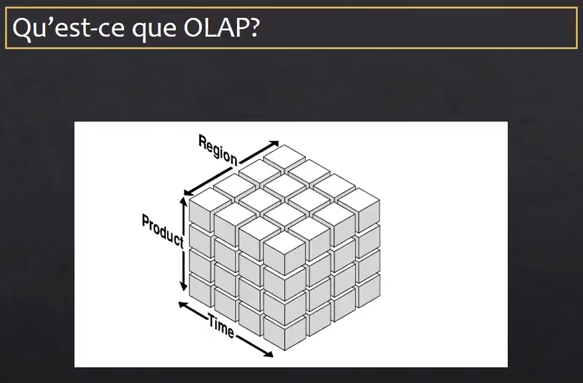 Qu’est-ce que OLAP?
Region
Product
Time